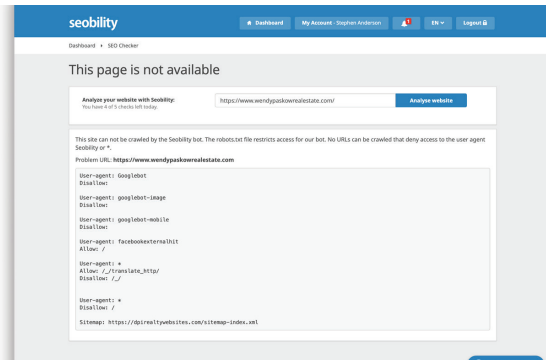 seobility
Dashboard
My Account - Stephen Anderson
EN
Logout
Dashboard
SEO Checker
This page is not available
Analyze your website with Seobility:
You have 4 of 5 checks left today.
https://www.wendypaskowrealestate.com/
Analyse website
This site can not be crawled by the Seobility bot. The robots.txt file restricts access for our bot. No URLs can be crawled that deny access to the user agent
Seobility or *.
Problem URL: https://www.wendypaskowrealestate.com
User-agent: Googlebot
Disallow:
User-agent: googlebot-image
Disallow:
User-agent: googlebot-mobile
Disallow:
User-agent: facebookexternalhit
Allow: /
User-agent: *
Allow: /_/translate_http/
Disallow: /_/
User-agent: *
Disallow: /
Sitemap: https://dpirealtywebsites.com/sitemap-index.xml